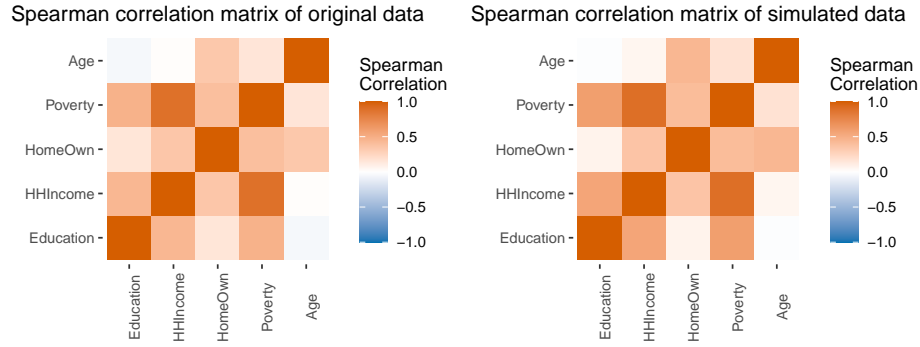 Spearman correlation matrix of original data
Age
Poverty
HomeOwn
HHIncome
Education
Education
HHIncome
HomeOwn
Poverty
Age
Spearman
Correlation
1.0
0.5
0.0
−0.5
−1.0
Spearman correlation matrix of simulated data
Age
Poverty
HomeOwn
HHIncome
Education
Education
HHIncome
HomeOwn
Poverty
Age
Spearman
Correlation
1.0
0.5
0.0
−0.5
−1.0